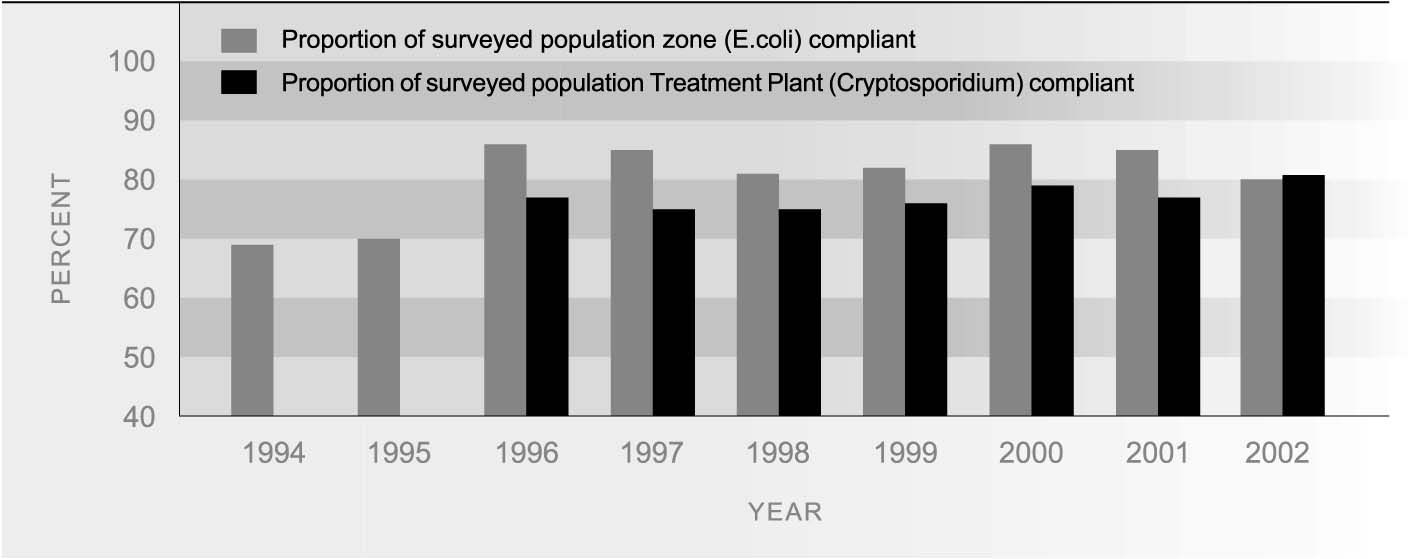 Proportion of surveyed population zone (E.coli) compliant
Proportion of surveyed population Treatment Plant (Cryptosporidium) compliant
100
90
80
70
60
50
40
PERCENT
1994 1995 1996 1997 1998 1999 2000 2001 2002
YEAR